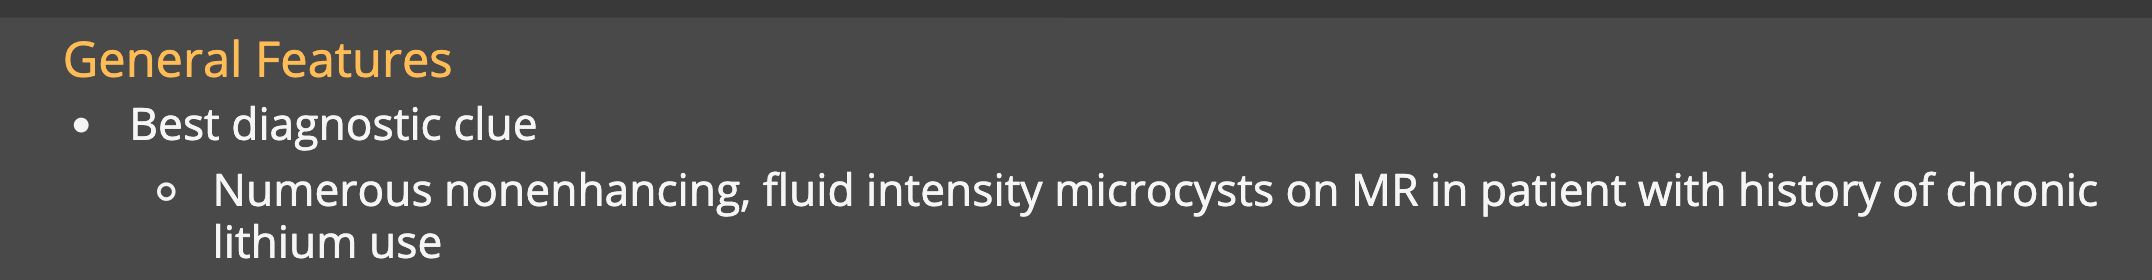 General Features
• Best diagnostic clue
○ Numerous nonenhancing, fluid intensity microcysts on MR in patient with history of chronic
lithium use